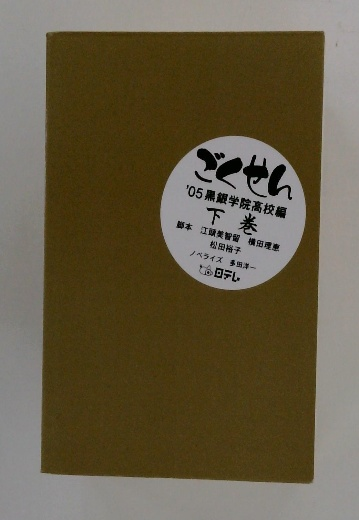 ごくせん
'05黒銀学院高校編
下巻
脚本 江頭美智留 横田理恵
松田裕子
ノベライズ 多田洋一
日テレ